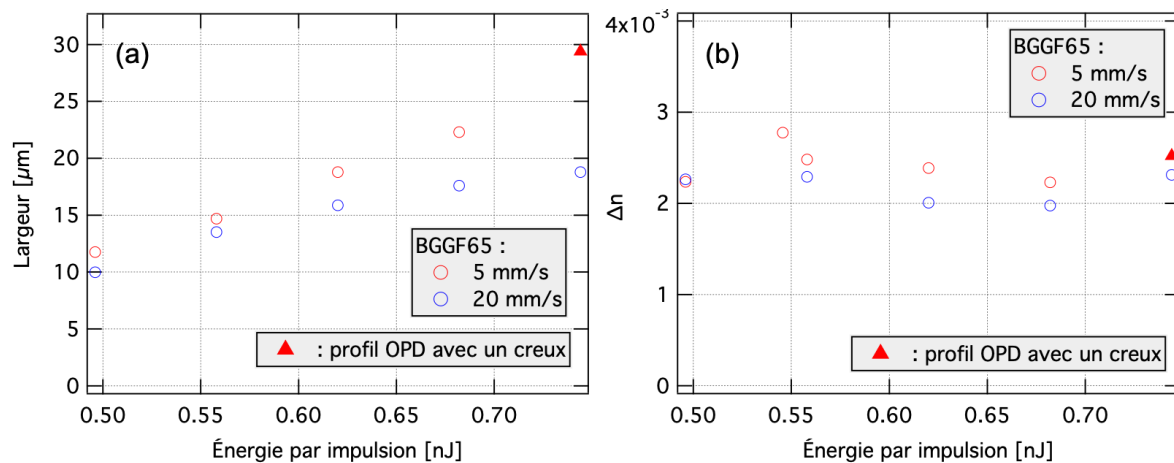 (a)
30
25
20
15
10
5
0
Largeur [µm]
BGGF65 :
5 mm/s
20 mm/s
: profil OPD avec un creux
0.50
0.55
0.60
0.65
0.70
Énergie par impulsion [nJ]
(b)
4x10⁻³
3
2
1
0
Δn
BGGF65 :
5 mm/s
20 mm/s
: profil OPD avec un creux
0.50
0.55
0.60
0.65
0.70
Énergie par impulsion [nJ]